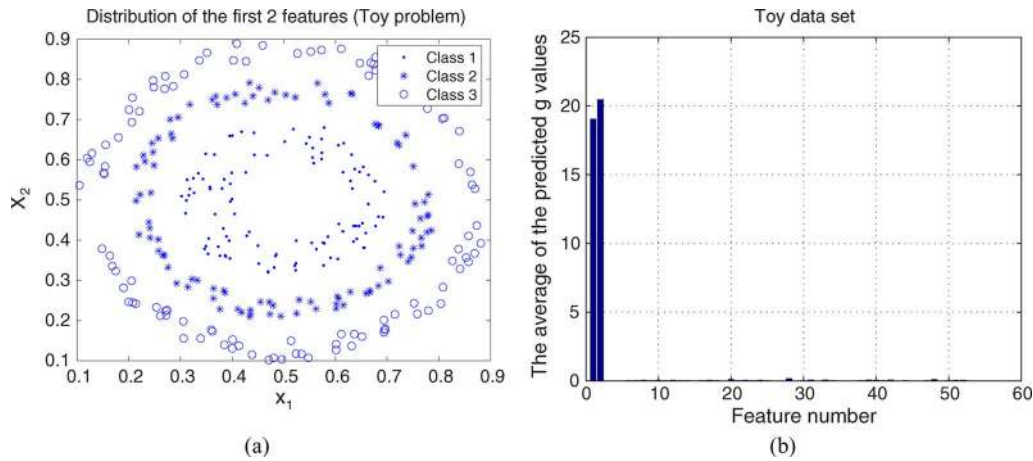 Distribution of the first 2 features (Toy problem)
0.9
0.8
0.7
0.6
0.5
0.4
0.3
0.2
0.1
x2
Class 1
Class 2
Class 3
0.1 0.2 0.3 0.4 0.5 0.6 0.7 0.8 0.9
x1
(a)
Toy data set
25
20
15
10
5
0
The average of the predicted g values
0 10 20 30 40 50 60
Feature number
(b)